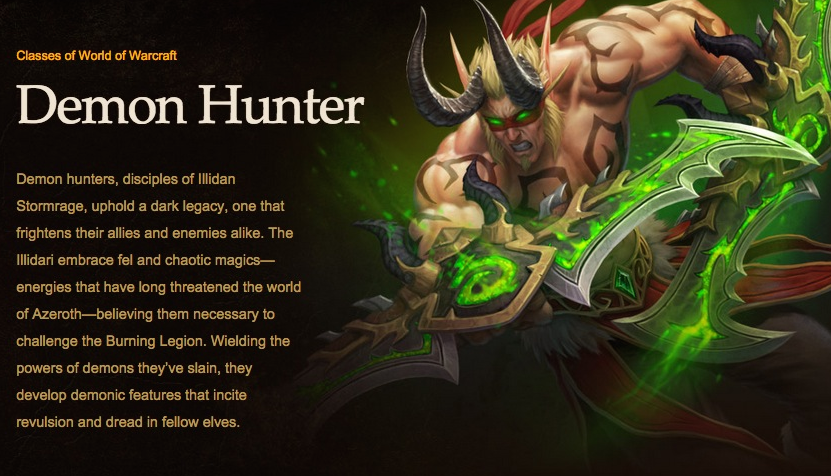 Classes of World of Warcraft
Demon Hunter
Demon hunters, disciples of Illidan
Stormrage, uphold a dark legacy, one that
frightens their allies and enemies alike. The
Illidari embrace fel and chaotic magics—
energies that have long threatened the world
of Azeroth—believing them necessary to
challenge the Burning Legion. Wielding the
powers of demons they’ve slain, they
develop demonic features that incite
revulsion and dread in fellow elves.